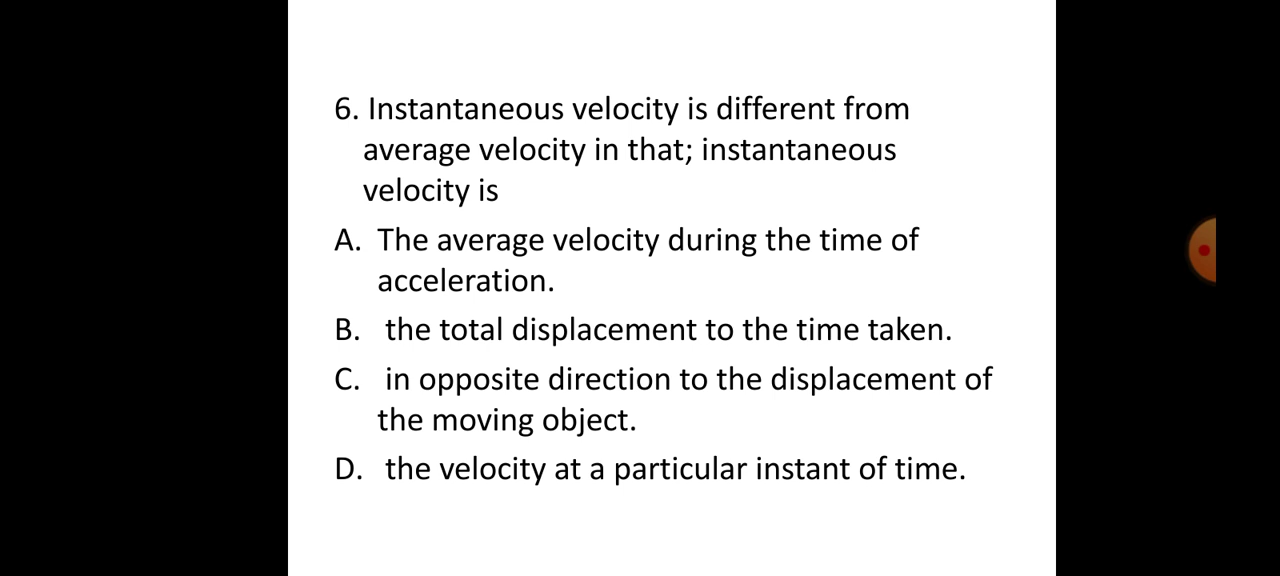 6. Instantaneous velocity is different from
average velocity in that; instantaneous
velocity is
A. The average velocity during the time of
acceleration.
B. the total displacement to the time taken.
C. in opposite direction to the displacement of
the moving object.
D. the velocity at a particular instant of time.